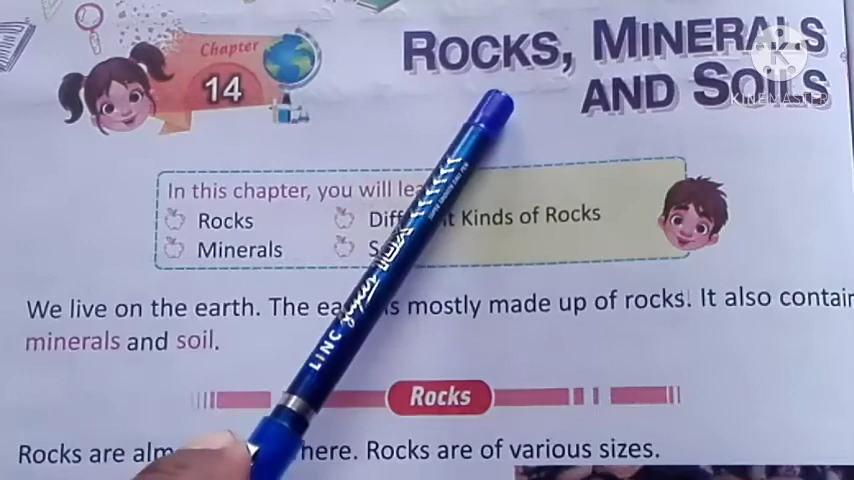 Chapter
14
ROCKS, MINERALS
AND SOILS
KINEMASTER
In this chapter, you will lea
Rocks
Diff t Kinds of Rocks
Minerals
S
We live on the earth. The ea is mostly made up of rocks. It also contain
minerals and soil.
LINC
Rocks
Rocks are alm here. Rocks are of various sizes.